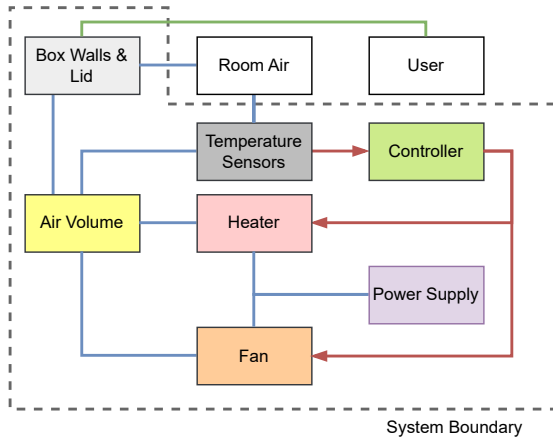 Box Walls &
Lid
Room Air
User
Temperature
Sensors
Controller
Air Volume
Heater
Power Supply
Fan
System Boundary